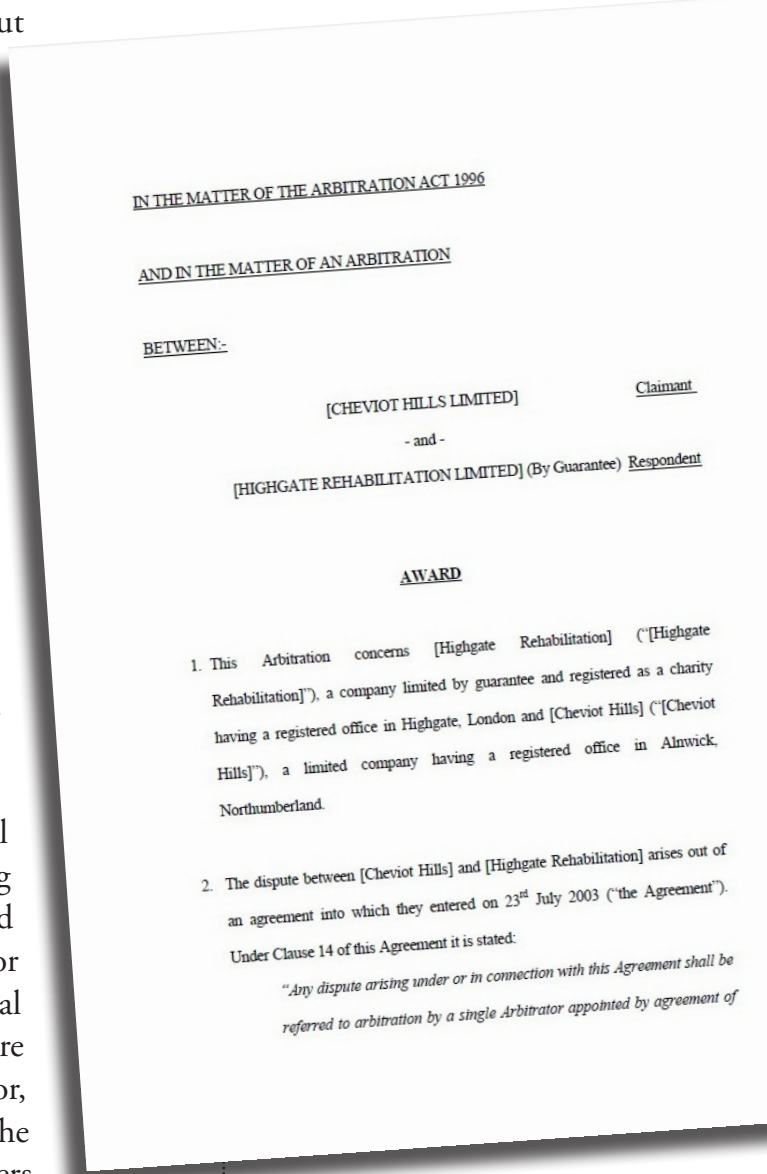 ut
IN THE MATTER OF THE ARBITRATION ACT 1996
AND IN THE MATTER OF AN ARBITRATION
BETWEEN:-
[CHEVIOT HILLS LIMITED] Claimant
- and -
[HIGHGATE REHABILITATION LIMITED] (By Guarantee) Respondent
AWARD
1. This Arbitration concerns [Highgate Rehabilitation] (“[Highgate
Rehabilitation]”), a company limited by guarantee and registered as a charity
having a registered office in Highgate, London and [Cheviot Hills] (“[Cheviot
Hills]”), a limited company having a registered office in Alnwick,
Northumberland.
2. The dispute between [Cheviot Hills] and [Highgate Rehabilitation] arises out of
an agreement into which they entered on 23rd July 2003 (“the Agreement”).
Under Clause 14 of this Agreement it is stated:
“Any dispute arising under or in connection with this Agreement shall be
referred to arbitration by a single Arbitrator appointed by agreement of
l
g
d
or
al
re
or,
he
ers